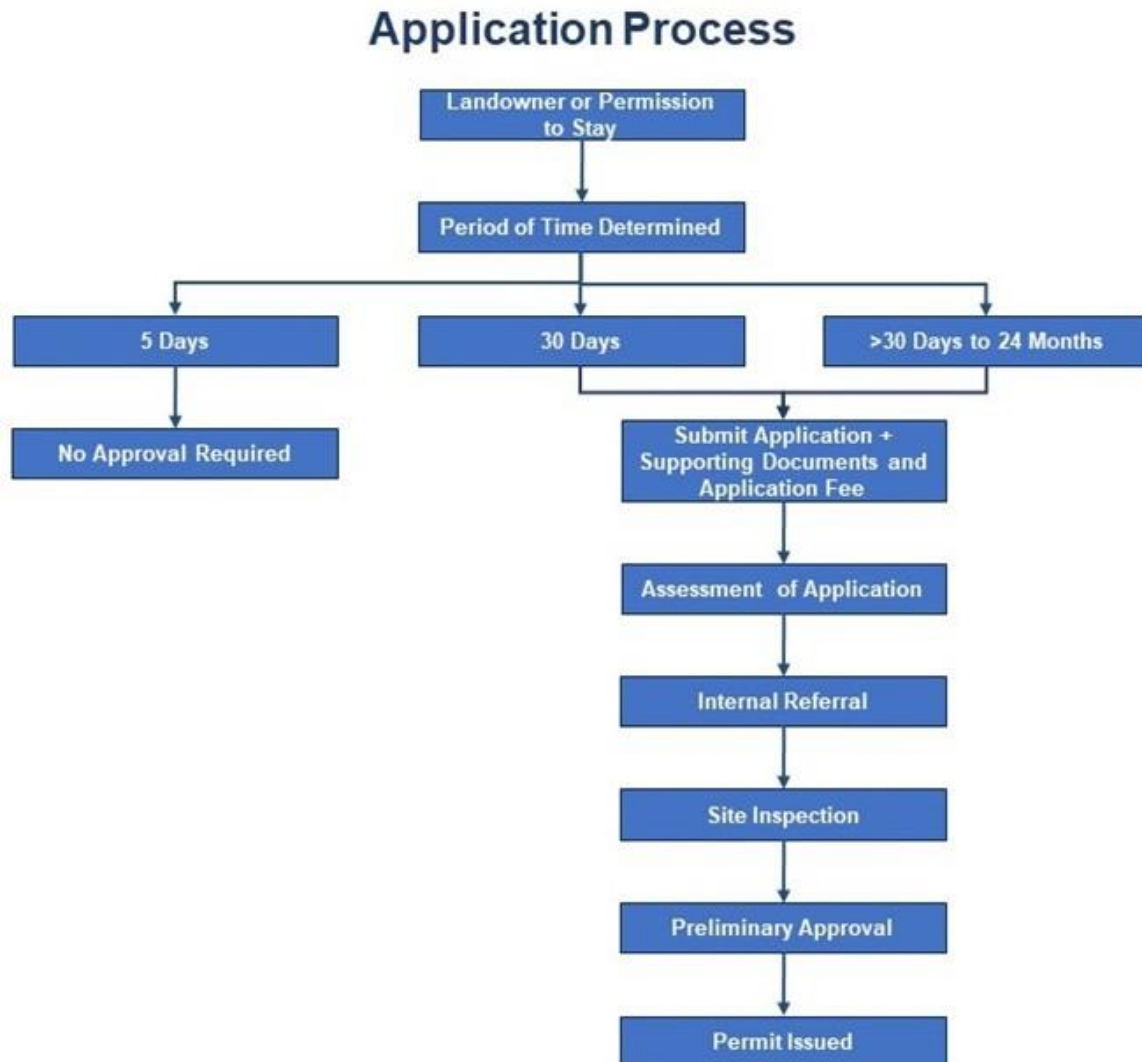 Application Process
Landowner or Permission
to Stay
Period of Time Determined
5 Days
30 Days
>30 Days to 24 Months
No Approval Required
Submit Application +
Supporting Documents and
Application Fee
Assessment of Application
Internal Referral
Site Inspection
Preliminary Approval
Permit Issued